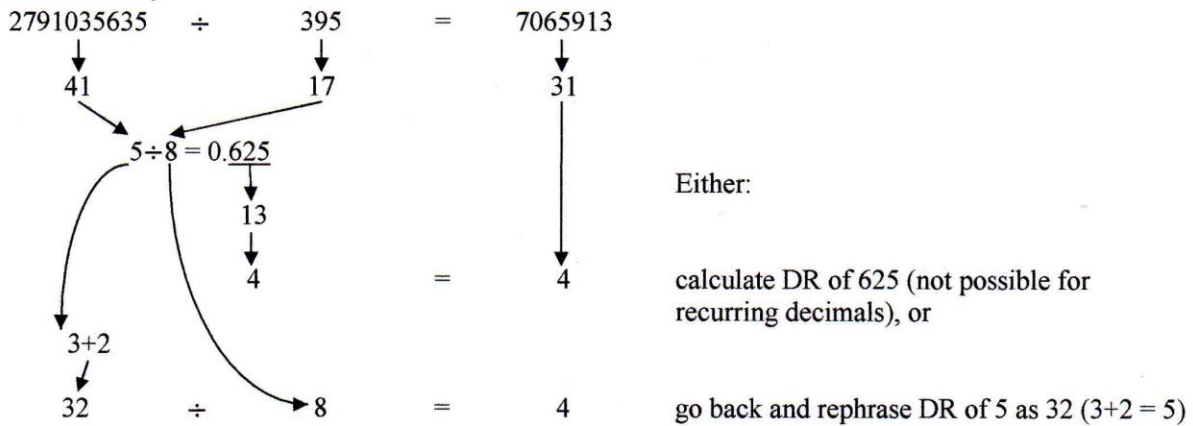 2791035635 ÷ 395 = 7065913
41 17 31
5÷8 = 0.625
Either:
13
4 = 4 calculate DR of 625 (not possible for
recurring decimals), or
3+2
32 ÷ 8 = 4 go back and rephrase DR of 5 as 32 (3+2 = 5)